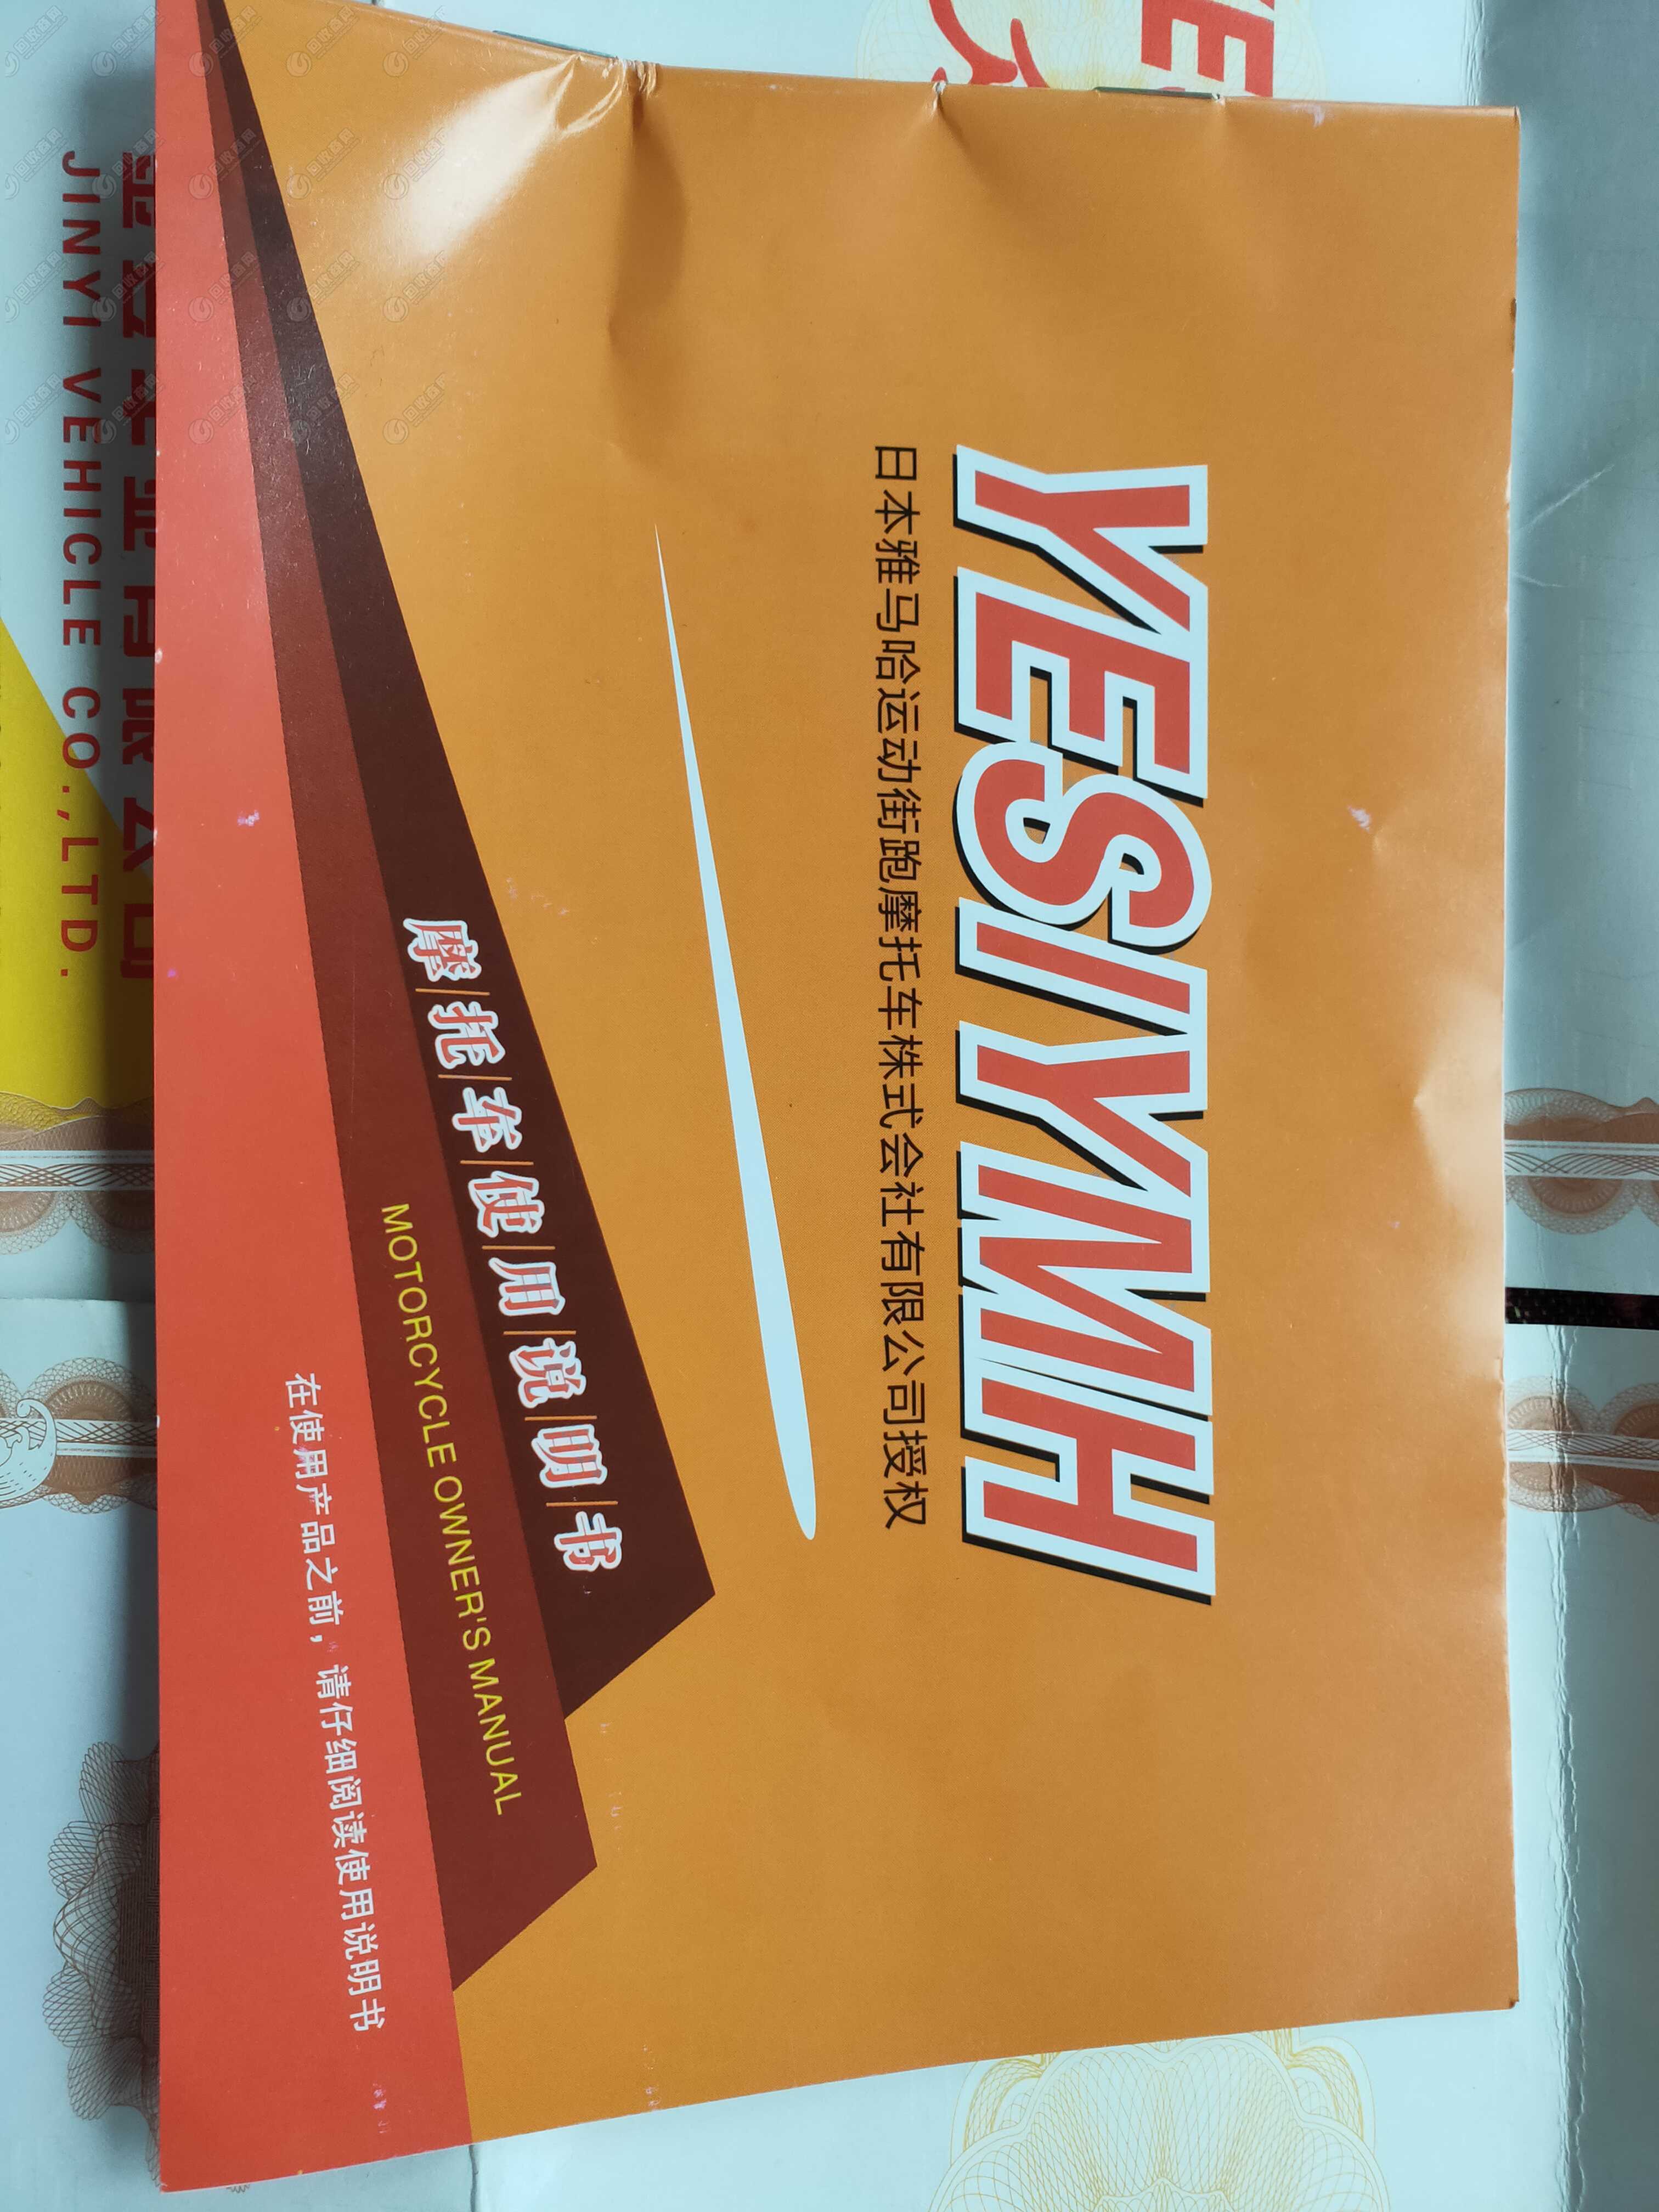 YESIYMH
日本雅马哈运动街跑摩托车株式会社有限公司授权
摩托车使用说明书
MOTORCYCLE OWNER'S MANUAL
在使用产品之前，请仔细阅读使用说明书
JINYI VEHICLE CO.,LTD.
YES